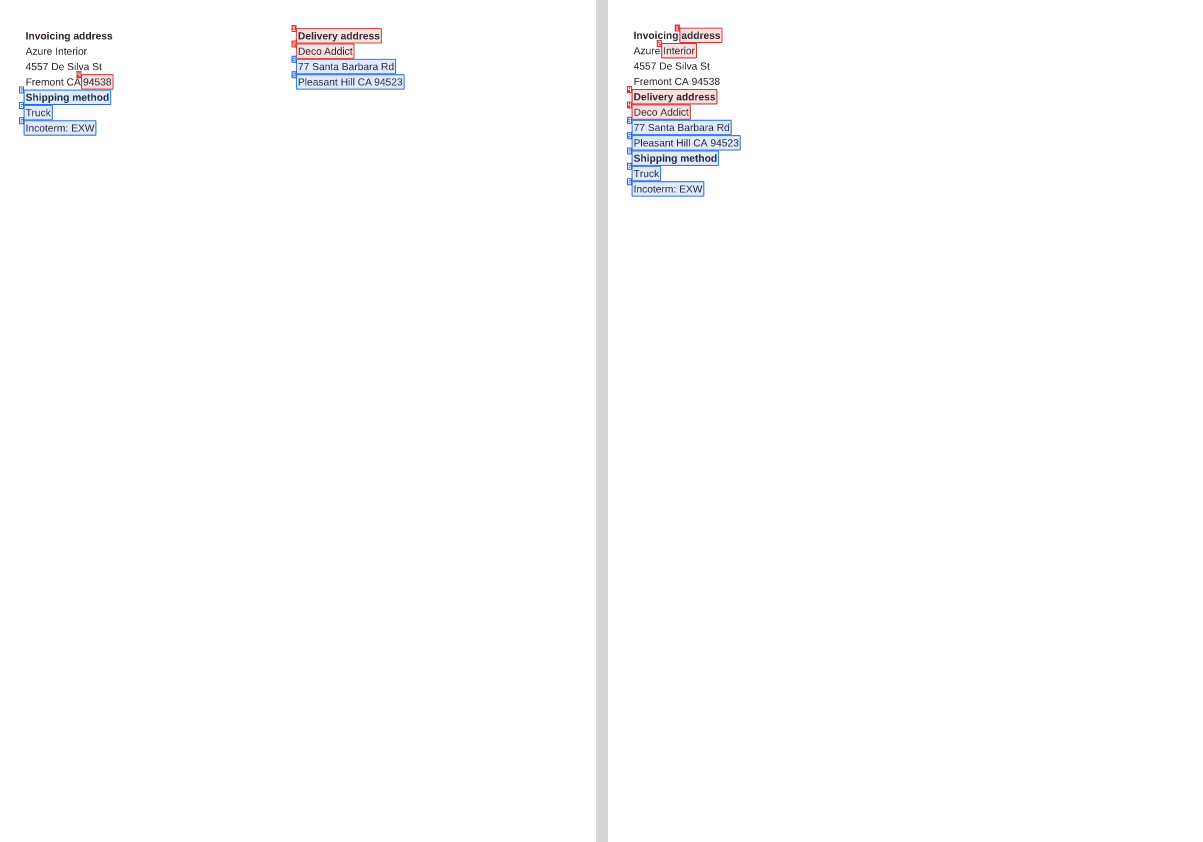 Invoicing address
Azure Interior
4557 De Silva St
Fremont CA 94538
Shipping method
Truck
Incoterm: EXW
Delivery address
Deco Addict
77 Santa Barbara Rd
Pleasant Hill CA 94523
Invoicing address
Azure Interior
4557 De Silva St
Fremont CA 94538
Delivery address
Deco Addict
77 Santa Barbara Rd
Pleasant Hill CA 94523
Shipping method
Truck
Incoterm: EXW